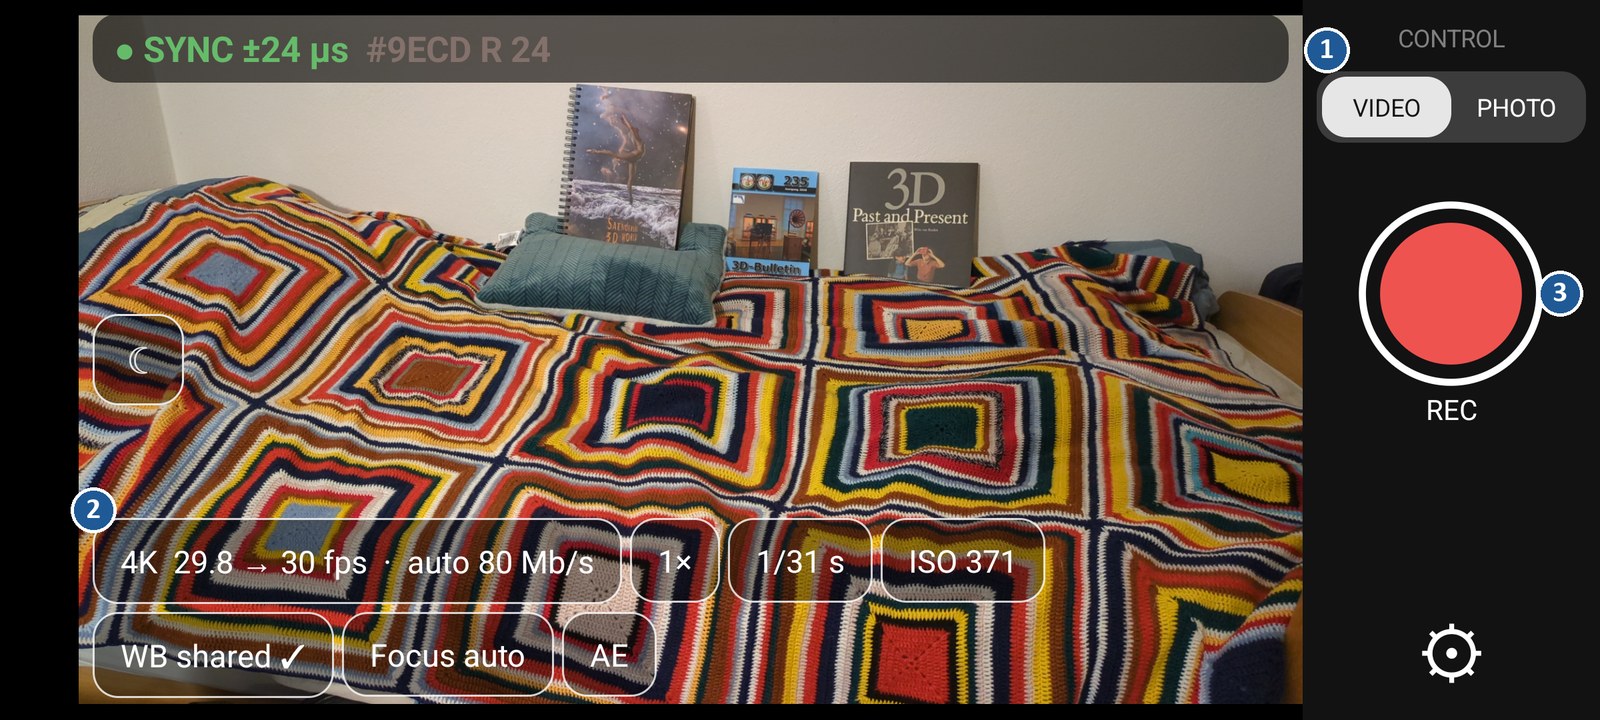 ● SYNC ±24 µs #9ECD R 24
1
CONTROL
VIDEO
PHOTO
235
3D
Past and Present
3D-Bulletin
3
REC
2
4K 29.8 → 30 fps · auto 80 Mb/s
1×
1/31 s
ISO 371
WB shared ✓
Focus auto
AE